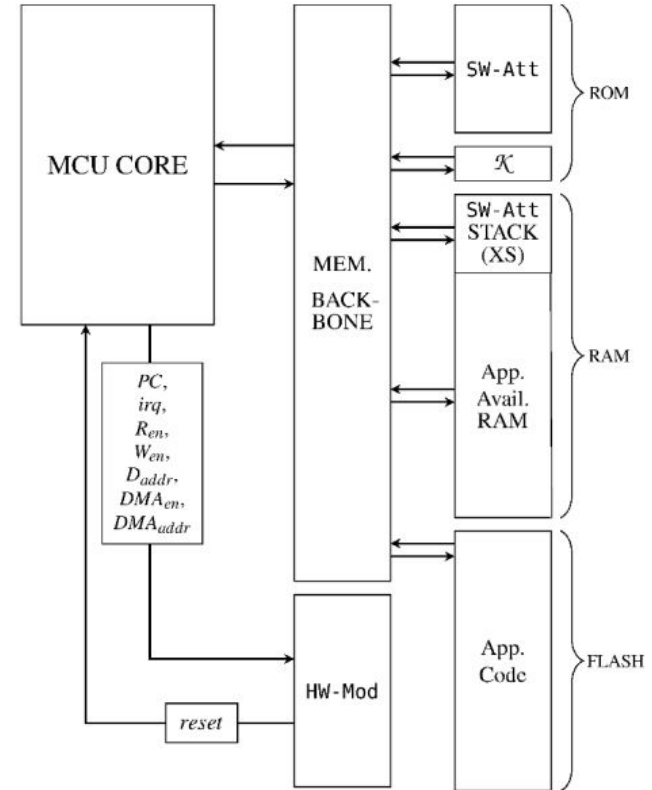 MCU CORE
MEM.
BACK-
BONE
SW-Att
ROM
𝒦
SW-Att
STACK
(XS)
App.
Avail.
RAM
RAM
PC,
irq,
R_en,
W_en,
D_addr,
DMA_en,
DMA_addr
HW-Mod
reset
App.
Code
FLASH